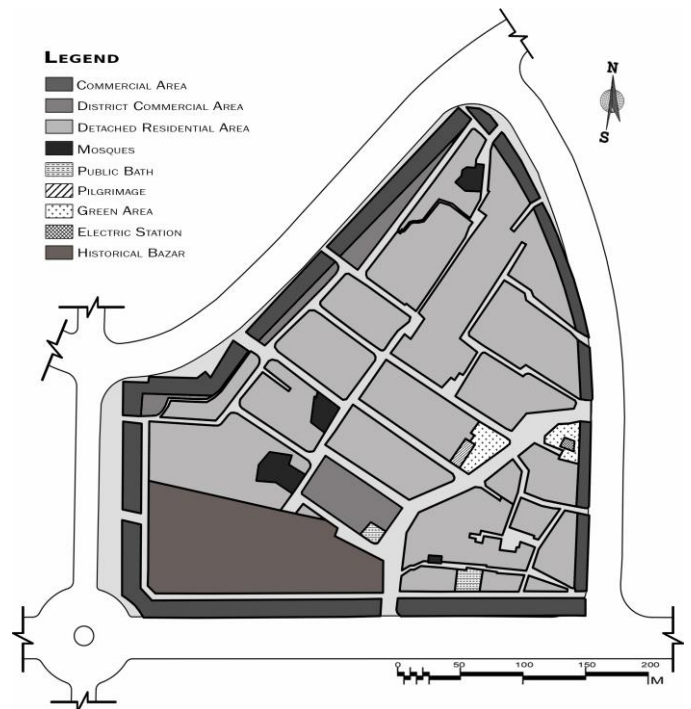 LEGEND
COMMERCIAL AREA
DISTRICT COMMERCIAL AREA
DETACHED RESIDENTIAL AREA
MOSQUES
PUBLIC BATH
PILGRIMAGE
GREEN AREA
ELECTRIC STATION
HISTORICAL BAZAR
N
S
0 50 100 150 200
M